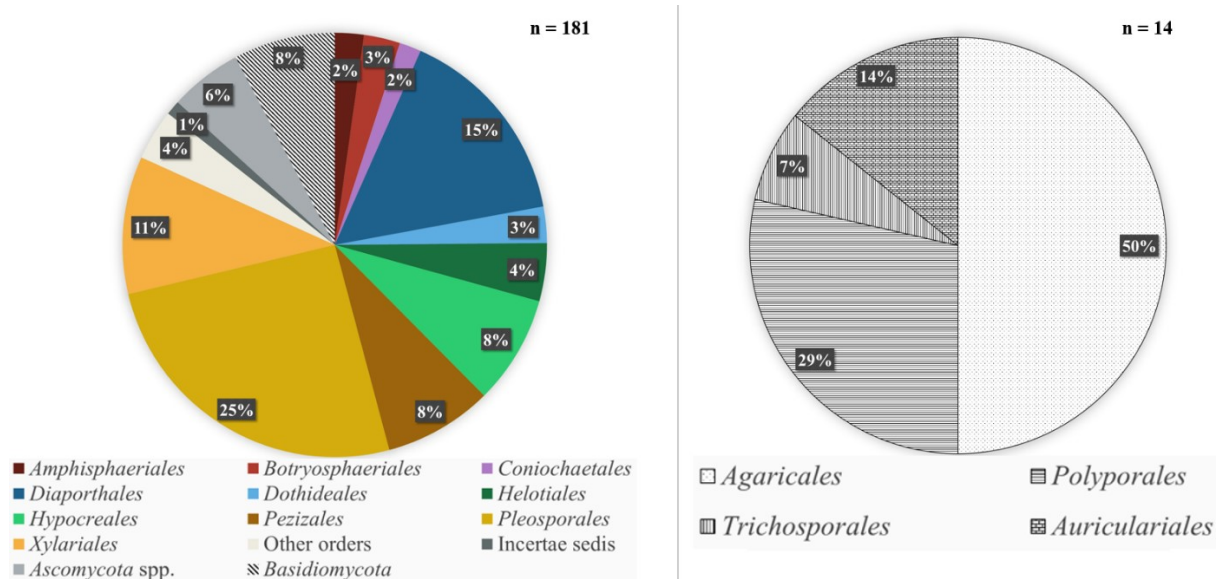 n = 181
8%
2%
3%
2%
15%
3%
4%
8%
8%
25%
11%
4%
1%
6%
Amphisphaeriales Botryosphaeriales Coniochaetales
Diaporthales Dothideales Helotiales
Hypocreales Pezizales Pleosporales
Xylariales Other orders Incertae sedis
Ascomycota spp. Basidiomycota
n = 14
14%
7%
50%
29%
Agaricales Polyporales
Trichosporales Auriculariales